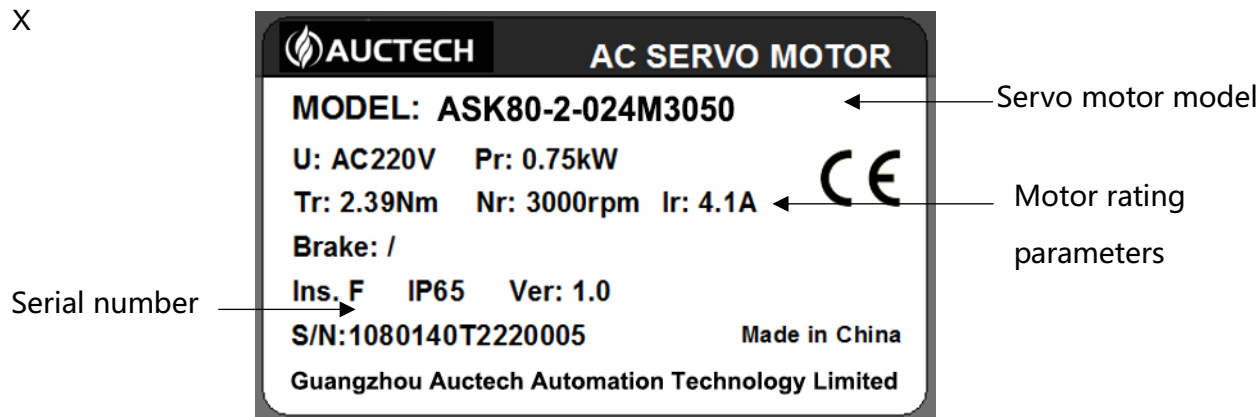 X
AUCTECH AC SERVO MOTOR
MODEL: ASK80-2-024M3050
Servo motor model
U: AC220V Pr: 0.75kW
CE
Tr: 2.39Nm Nr: 3000rpm Ir: 4.1A
Motor rating
parameters
Brake: /
Ins. F IP65 Ver: 1.0
Serial number
S/N:1080140T2220005 Made in China
Guangzhou Auctech Automation Technology Limited